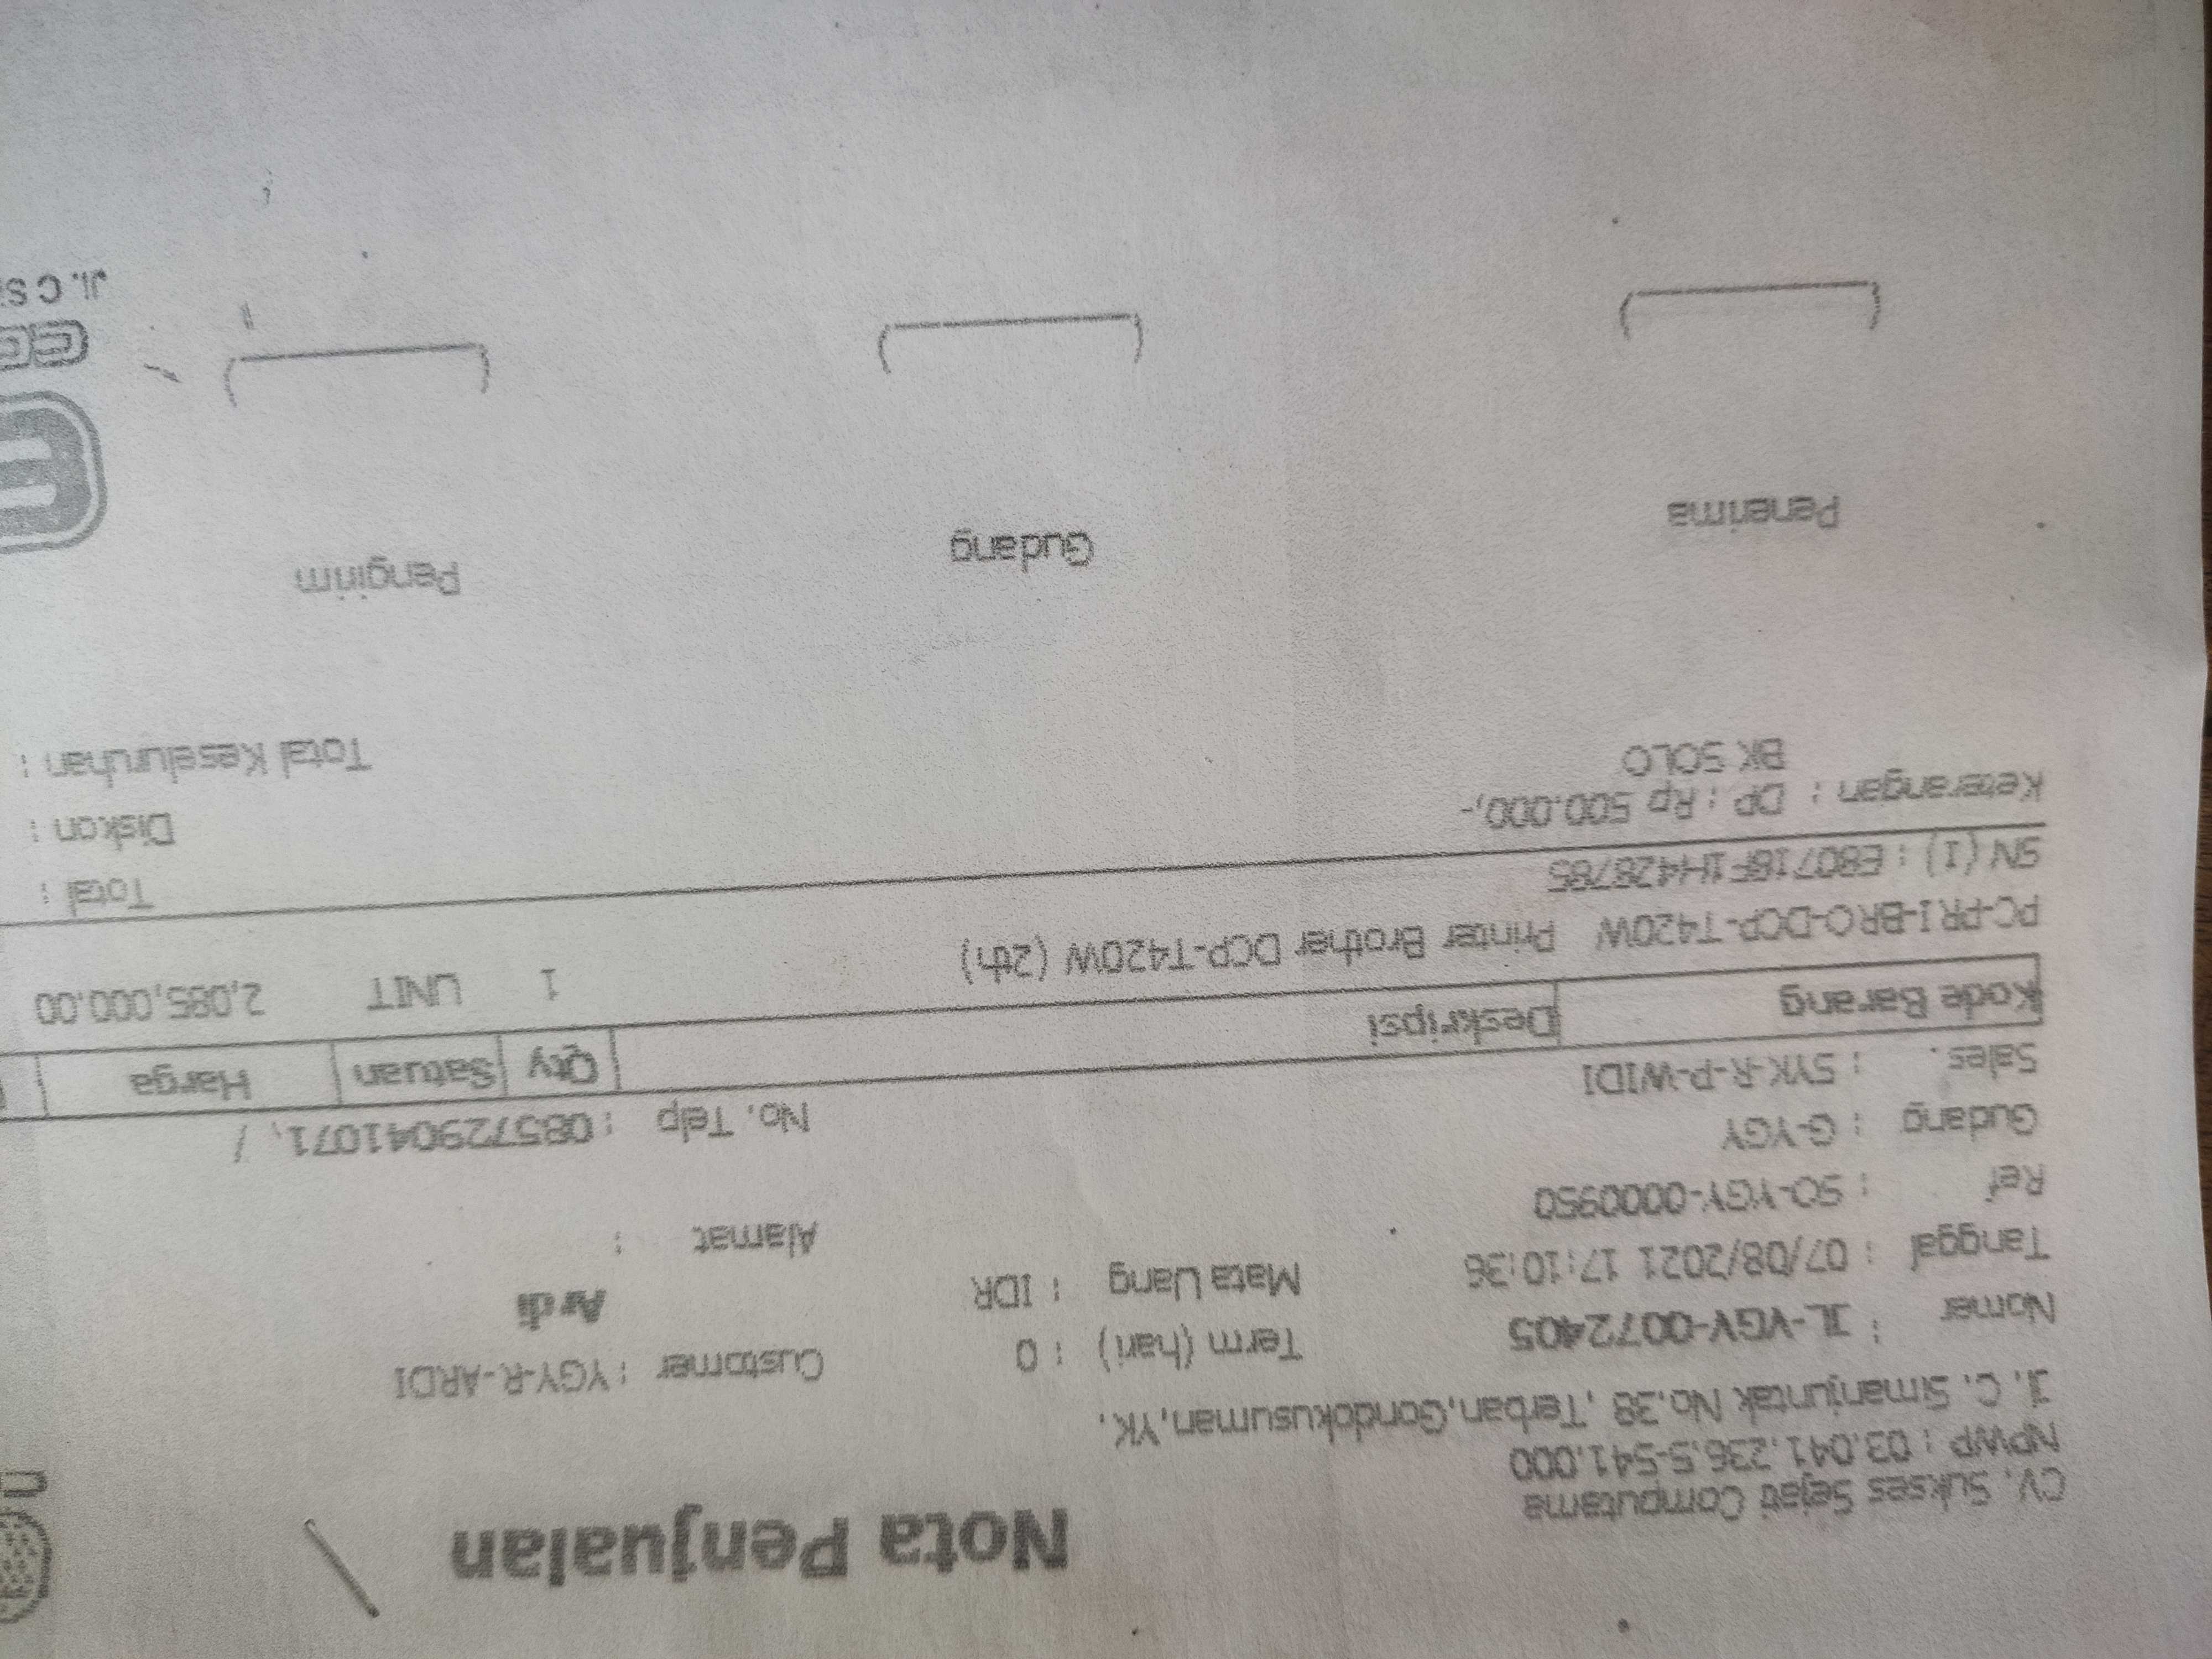 Nota Penjualan
CV. Sukses Sejati Computama
NPWP : 03.041.236.5-541.000
Jl. C. Simanjuntak No.38 ,Terban,Gondokusuman,YK.
Nomer : JL-YGY-0072405 Term (hari) : 0 Customer : YGY-R-ARDI
Tanggal : 07/08/2021 17:10:36 Mata Uang : IDR Ardi
Ref : SO-YGY-0000950 Alamat :
Gudang : G-YGY No. Telp : 085729041071, /
Sales. : SYK-R-P-WIDI
Kode Barang Deskripsi Qty Satuan Harga
PC-PRI-BRO-DCP-T420W Printer Brother DCP-T420W (2th) 1 UNIT 2,085,000.00
SN (1) : E80718F1H428785
Keterangan : DP : Rp 500.000,- Total :
BK SOLO Diskon :
Total Keseluruhan :
Penerima Gudang Pengirim
Jl. C